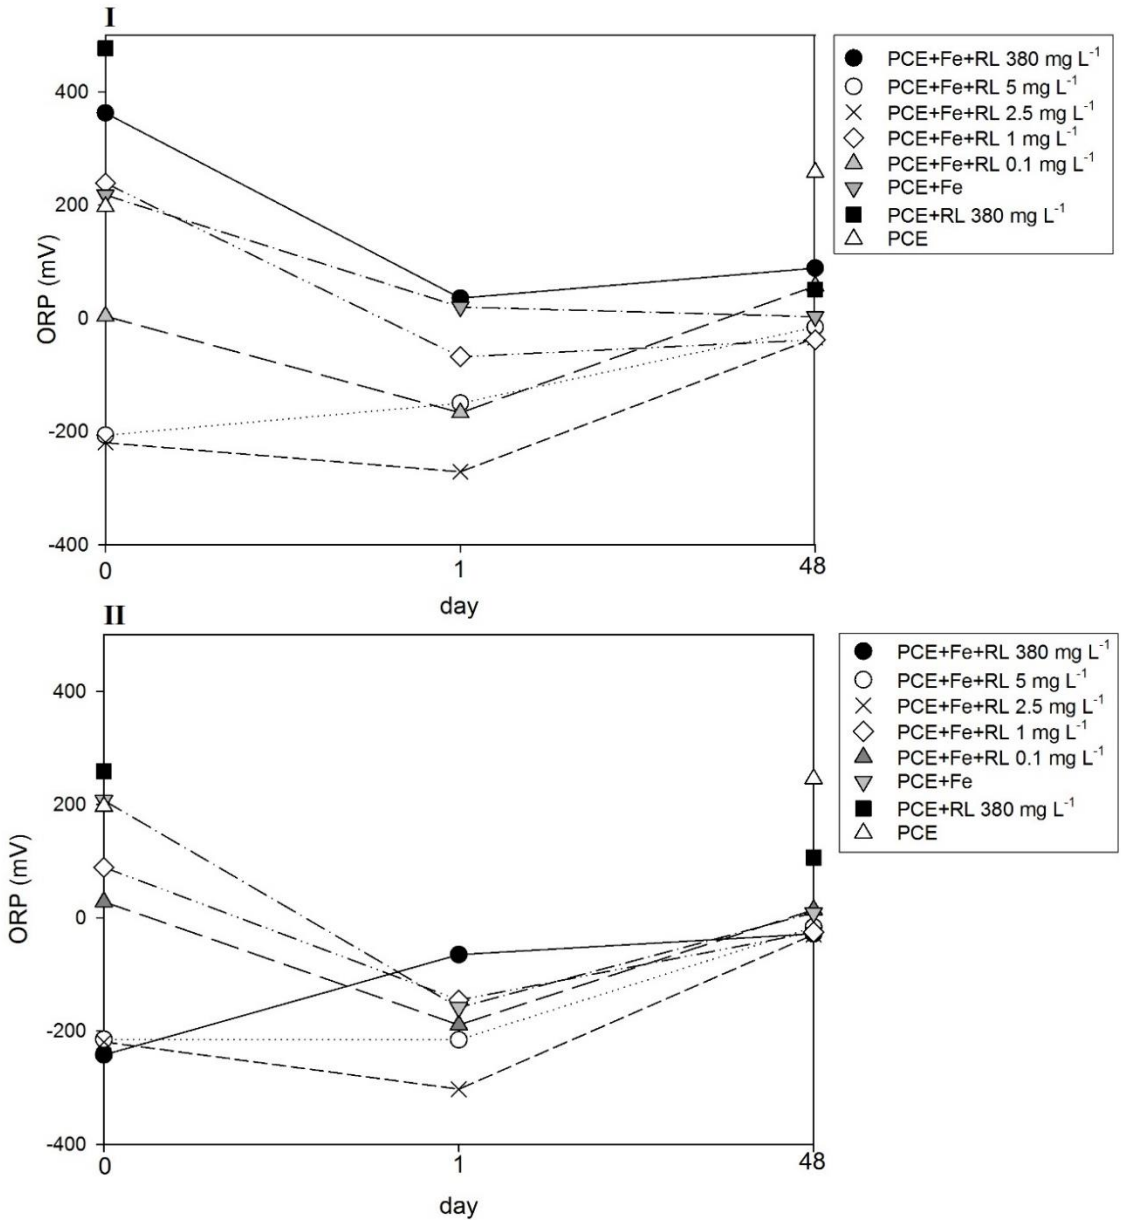 I
400
200
0
-200
-400
ORP (mV)
0
1
48
day
PCE+Fe+RL 380 mg L⁻¹
PCE+Fe+RL 5 mg L⁻¹
PCE+Fe+RL 2.5 mg L⁻¹
PCE+Fe+RL 1 mg L⁻¹
PCE+Fe+RL 0.1 mg L⁻¹
PCE+Fe
PCE+RL 380 mg L⁻¹
PCE
II
400
200
0
-200
-400
ORP (mV)
0
1
48
day
PCE+Fe+RL 380 mg L⁻¹
PCE+Fe+RL 5 mg L⁻¹
PCE+Fe+RL 2.5 mg L⁻¹
PCE+Fe+RL 1 mg L⁻¹
PCE+Fe+RL 0.1 mg L⁻¹
PCE+Fe
PCE+RL 380 mg L⁻¹
PCE